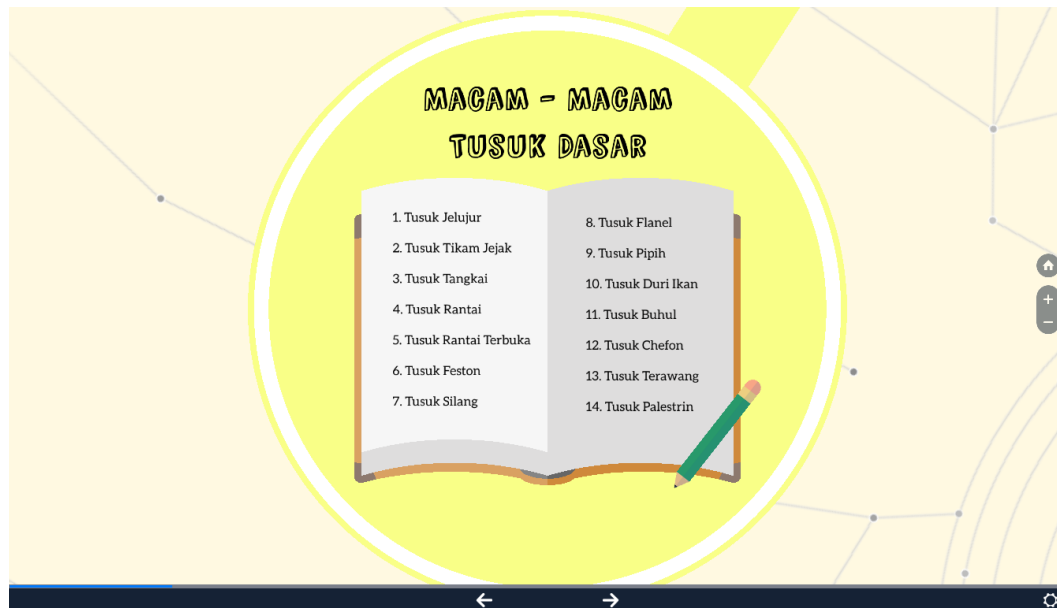 MACAM - MACAM
TUSUK DASAR
1. Tusuk Jelujur
2. Tusuk Tikam Jejak
3. Tusuk Tangkai
4. Tusuk Rantai
5. Tusuk Rantai Terbuka
6. Tusuk Feston
7. Tusuk Silang
8. Tusuk Flanel
9. Tusuk Pipih
10. Tusuk Duri Ikan
11. Tusuk Buhul
12. Tusuk Chefon
13. Tusuk Terawang
14. Tusuk Palestrin